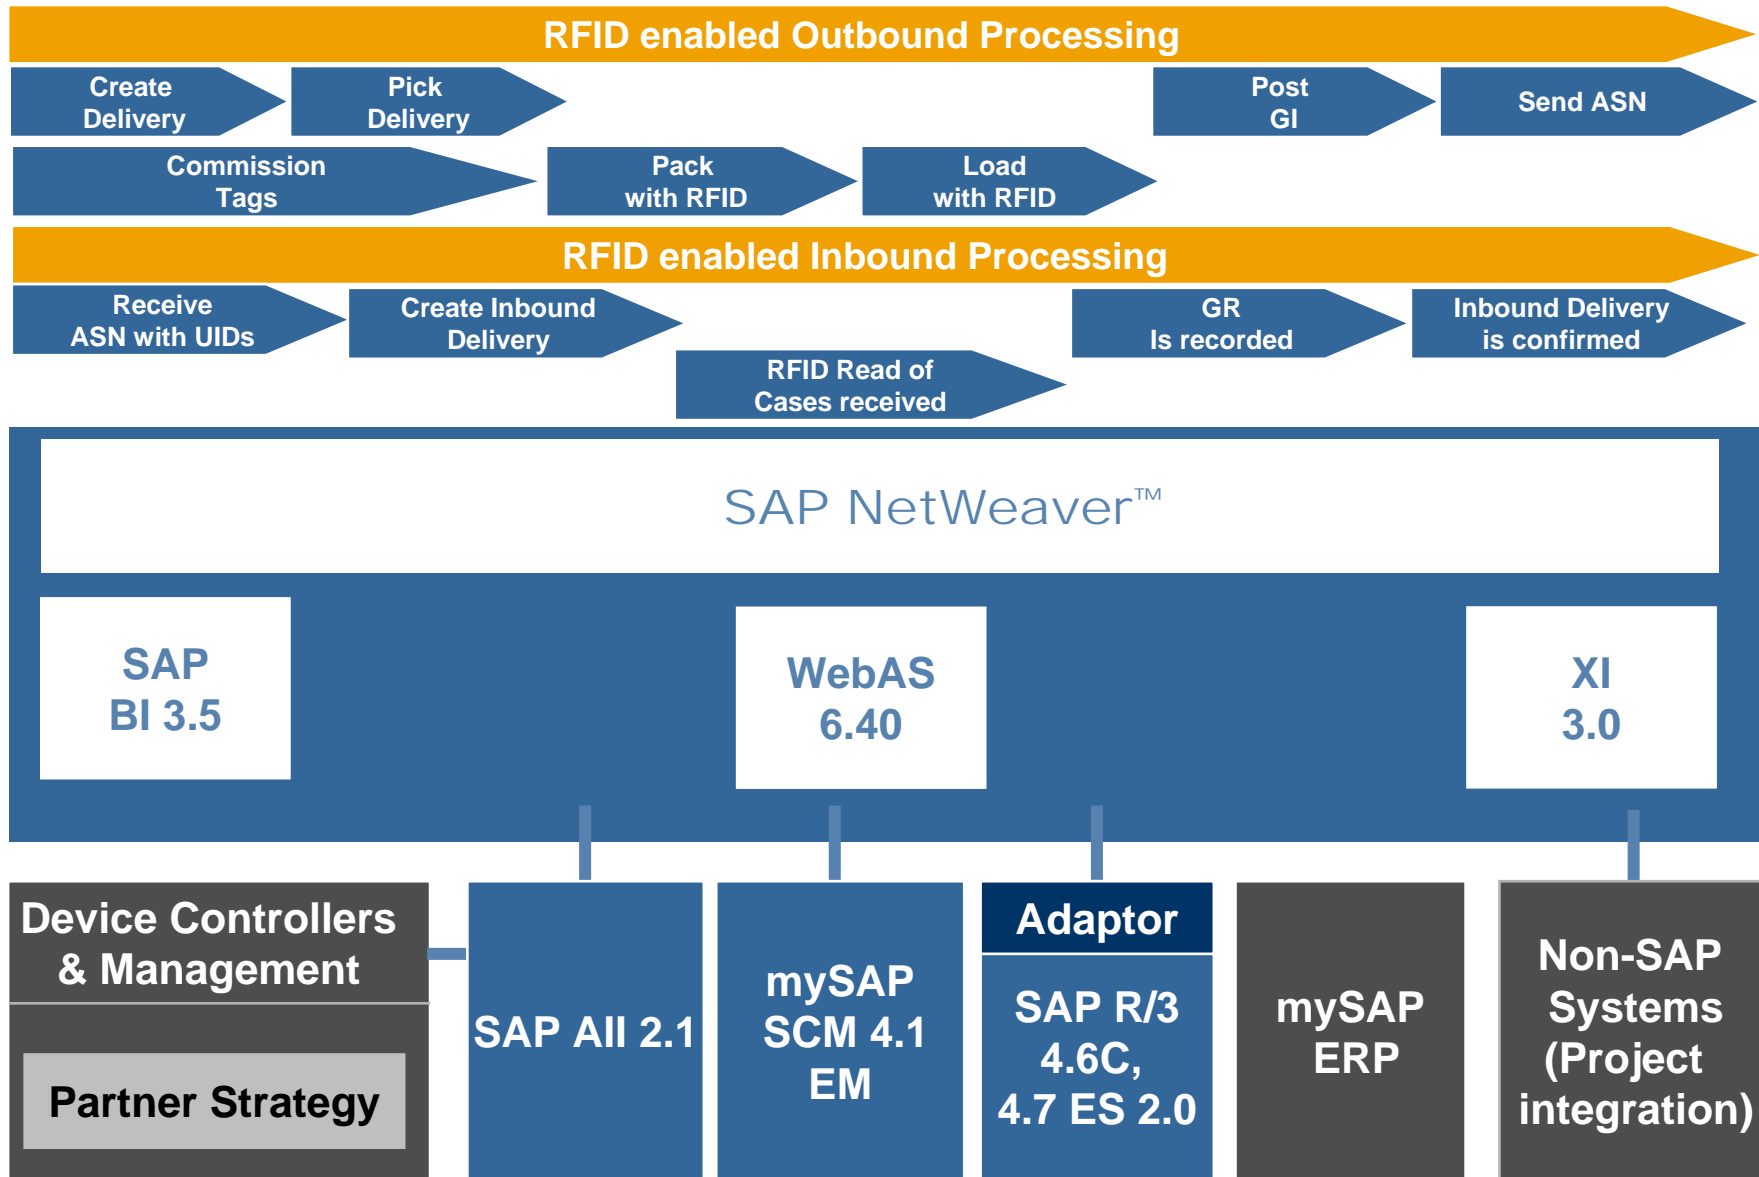 RFID enabled Outbound Processing
Create
Delivery
Pick
Delivery
Post
GI
Send ASN
Commission
Tags
Pack
with RFID
Load
with RFID
RFID enabled Inbound Processing
Receive
ASN with UIDs
Create Inbound
Delivery
GR
Is recorded
Inbound Delivery
is confirmed
RFID Read of
Cases received
SAP NetWeaver™
SAP
BI 3.5
WebAS
6.40
XI
3.0
Device Controllers
& Management
Partner Strategy
SAP AII 2.1
mySAP
SCM 4.1
EM
Adaptor
SAP R/3
4.6C,
4.7 ES 2.0
mySAP
ERP
Non-SAP
Systems
(Project
integration)